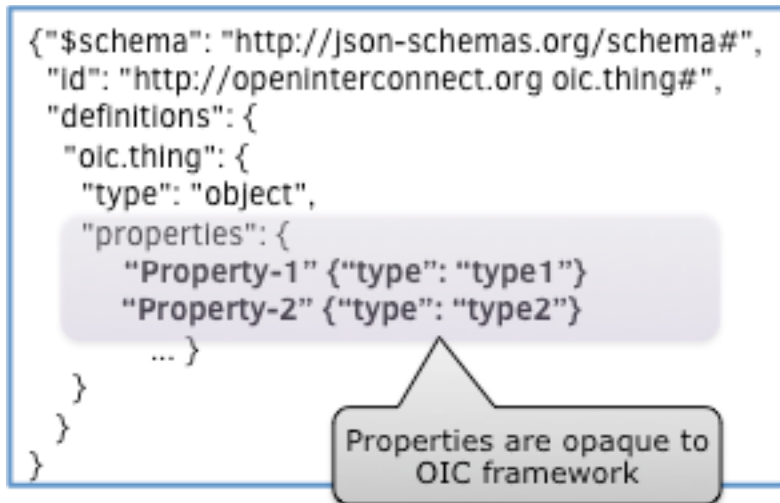 {"$schema": "http://json-schemas.org/schema#",
"id": "http://openinterconnect.org oic.thing#",
"definitions": {
"oic.thing": {
"type": "object",
"properties": {
“Property-1” {“type”: “type1”}
“Property-2” {“type”: “type2”}
... }
}
}
}
Properties are opaque to
OIC framework